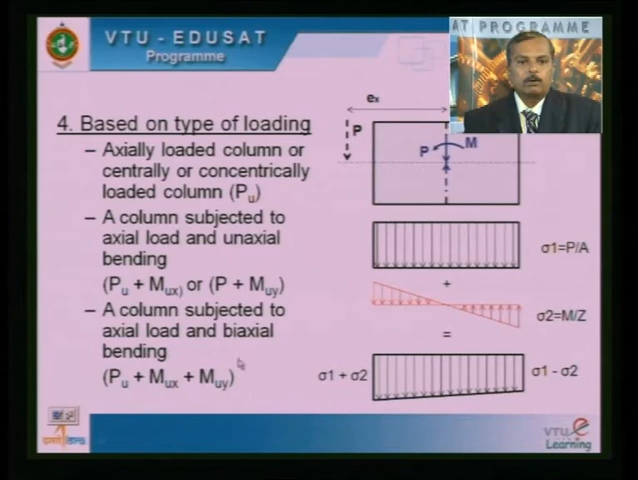 VTU - EDUSAT
Programme
AT PROGRAMME
4. Based on type of loading
– Axially loaded column or
centrally or concentrically
loaded column (Pu)
– A column subjected to
axial load and unaxial
bending
(Pu + Mux) or (P + Muy)
– A column subjected to
axial load and biaxial
bending
(Pu + Mux + Muy)
ex
P
P
M
σ1=P/A
+
σ2=M/Z
=
σ1 + σ2
σ1 - σ2
VTU e
Learning